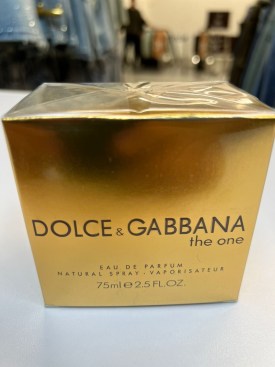 DOLCE & GABBANA
the one
EAU DE PARFUM
NATURAL SPRAY - VAPORISATEUR
75ml ℮ 2.5 FL.OZ.